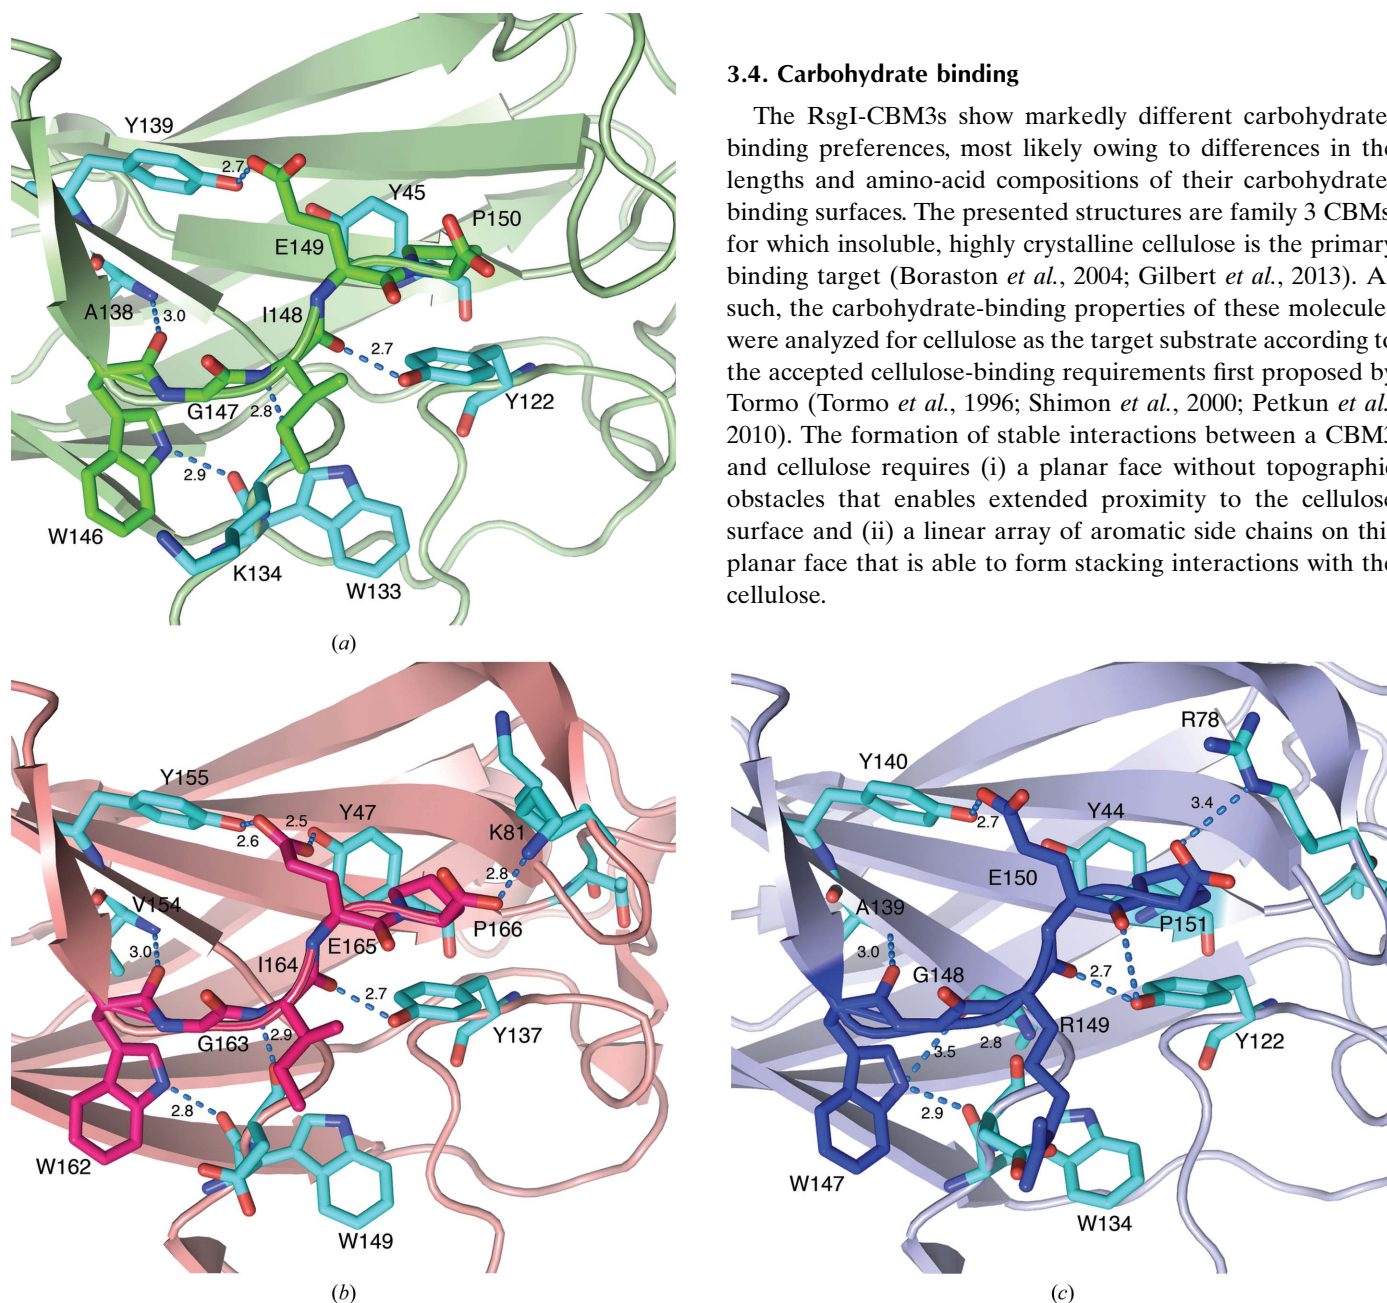 Y139
2.7
Y45
P150
E149
A138
3.0
I148
2.7
G147
2.8
Y122
2.9
W146
K134
W133
(a)
3.4. Carbohydrate binding
The RsgI-CBM3s show markedly different carbohydrate
binding preferences, most likely owing to differences in the
lengths and amino-acid compositions of their carbohydrate
binding surfaces. The presented structures are family 3 CBMs
for which insoluble, highly crystalline cellulose is the primary
binding target (Boraston et al., 2004; Gilbert et al., 2013). A
such, the carbohydrate-binding properties of these molecule
were analyzed for cellulose as the target substrate according to
the accepted cellulose-binding requirements first proposed by
Tormo (Tormo et al., 1996; Shimon et al., 2000; Petkun et al.
2010). The formation of stable interactions between a CBM3
and cellulose requires (i) a planar face without topographic
obstacles that enables extended proximity to the cellulose
surface and (ii) a linear array of aromatic side chains on thi
planar face that is able to form stacking interactions with the
cellulose.
Y155
2.6
2.5
Y47
K81
2.8
V154
3.0
P166
E165
I164
2.7
G163
2.9
Y137
2.8
W162
W149
(b)
R78
Y140
2.7
Y44
3.4
E150
A139
3.0
P151
G148
2.7
R149
3.5
2.8
Y122
2.9
W147
W134
(c)